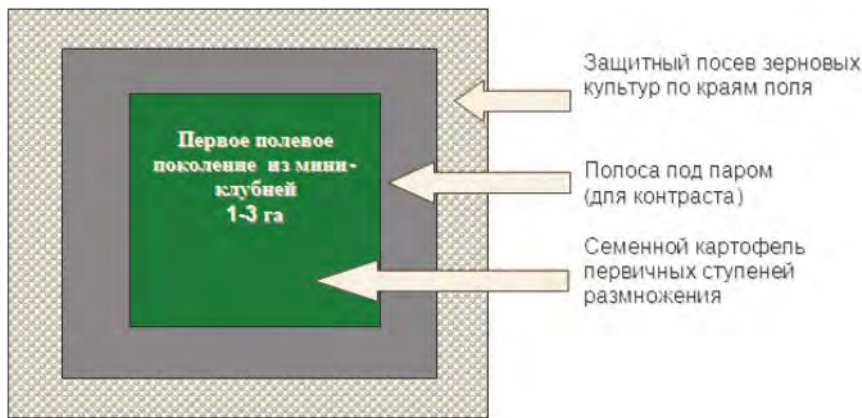 Первое полевое
поколение из мини-
клубней
1-3 га
Защитный посев зерновых
культур по краям поля
Полоса под паром
(для контраста)
Семенной картофель
первичных ступеней
размножения